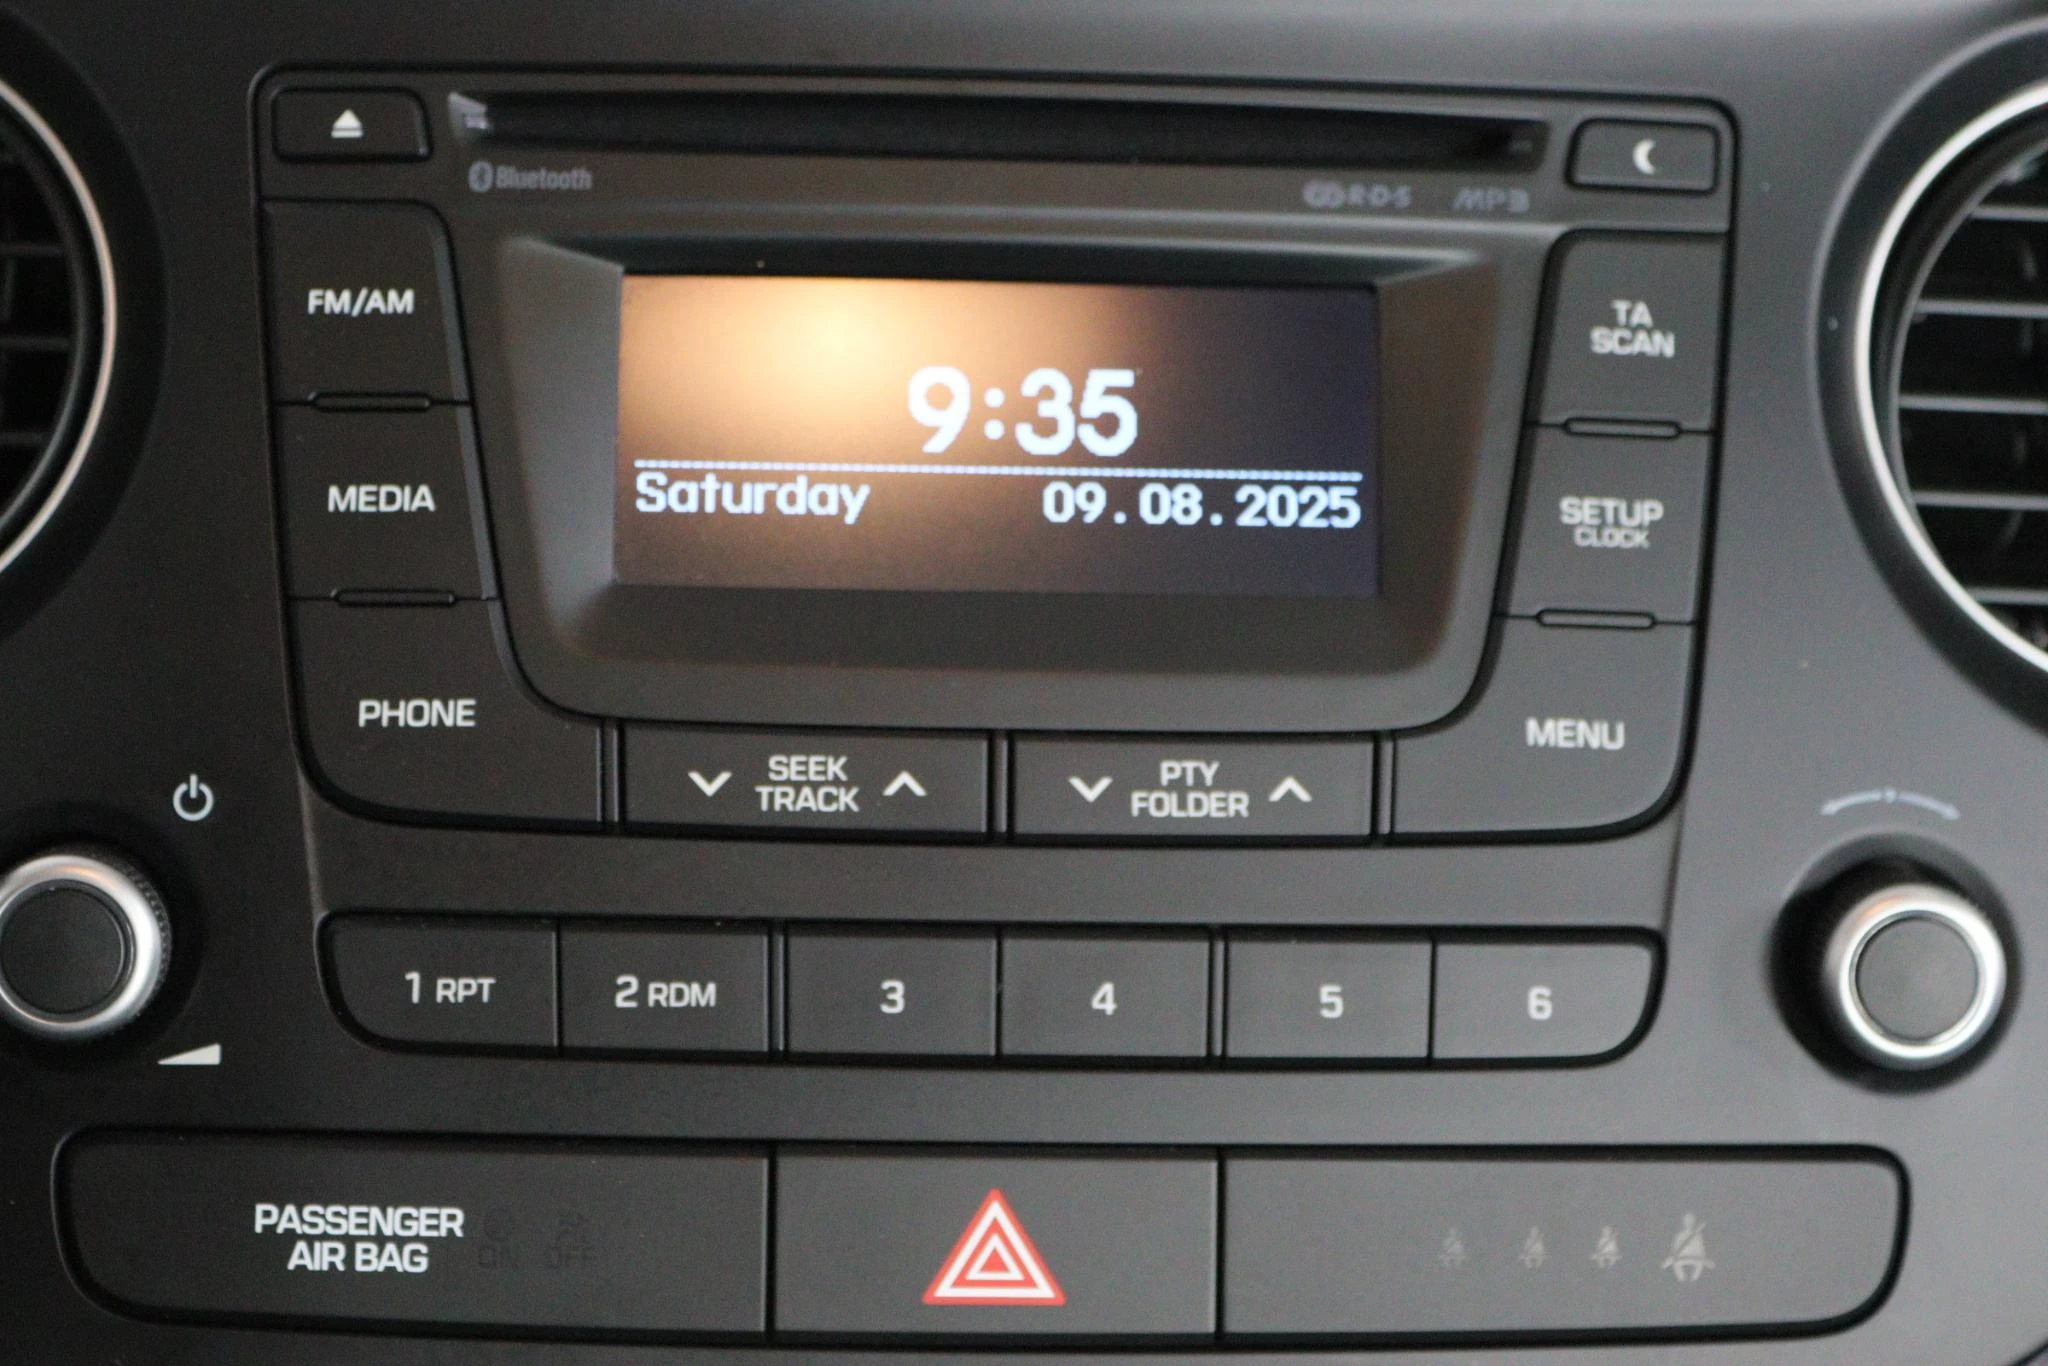 Bluetooth
R·D·S MP3
FM/AM
TA
SCAN
9:35
Saturday 09.08.2025
MEDIA
SETUP
CLOCK
PHONE
MENU
SEEK
TRACK
PTY
FOLDER
1 RPT
2 RDM
3
4
5
6
PASSENGER
AIR BAG
ON OFF